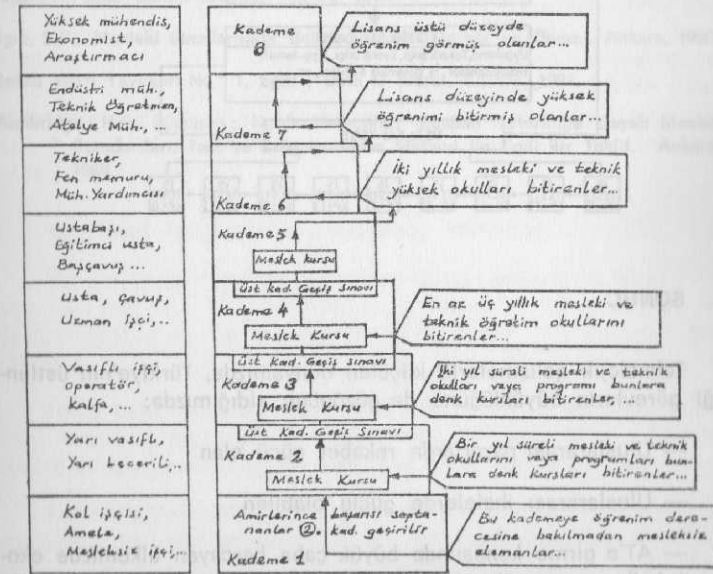 Yüksek mühendis,
Ekonomist,
Araştırmacı
Kademe
8
Lisans üstü düzeyde
öğrenim görmüş olanlar...
Endüstri müh.,
Teknik Öğretmen,
Atelye Müh., ...
Kademe 7
Lisans düzeyinde yüksek
öğrenimi bitirmiş olanlar...
Tekniker,
Fen memuru,
Müh. Yardımcısı
Kademe 6
İki yıllık mesleki ve teknik
yüksek okulları bitirenler...
Ustabaşı,
Eğitimci usta,
Başçavuş ...
Kademe 5
Meslek kursu
Üst kad. Geçiş sınavı
Usta, Çavuş,
Uzman işçi,...
Kademe 4
Meslek Kursu
En az üç yıllık mesleki ve
teknik öğretim okullarını
bitirenler...
Üst Kad. Geçiş sınavı
Vasıflı işçi,
operatör,
Kalfa, ...
Kademe 3
Meslek Kursu
İki yıl süreli mesleki ve teknik
okulları veya programı bunlara
denk kursları bitirenler, ...
Üst Kad. Geçiş Sınavı
Yarı vasıflı,
Yarı becerili,..
Kademe 2
Meslek Kursu
Bir yıl süreli mesleki ve teknik
okullarını veya programları bun-
lara denk kursları bitirenler...
Kol işçisi,
Amele,
Mesleksiz işçi...
Amirlerince başarısı sapta-
nanlar 2. kad. geçirilir
Kademe 1
Bu kademeye öğrenim dere-
cesine bakılmadan mesleksiz
elemanlar...